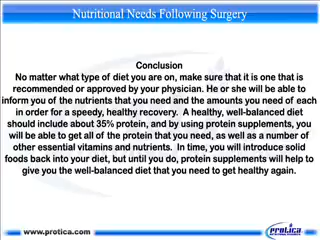 Nutritional Needs Following Surgery
Conclusion
No matter what type of diet you are on, make sure that it is one that is
recommended or approved by your physician. He or she will be able to
inform you of the nutrients that you need and the amounts you need of each
in order for a speedy, healthy recovery. A healthy, well-balanced diet
should include about 35% protein, and by using protein supplements, you
will be able to get all of the protein that you need, as well as a number of
other essential vitamins and nutrients. In time, you will introduce solid
foods back into your diet, but until you do, protein supplements will help to
give you the well-balanced diet that you need to get healthy again.
www.protica.com
protica